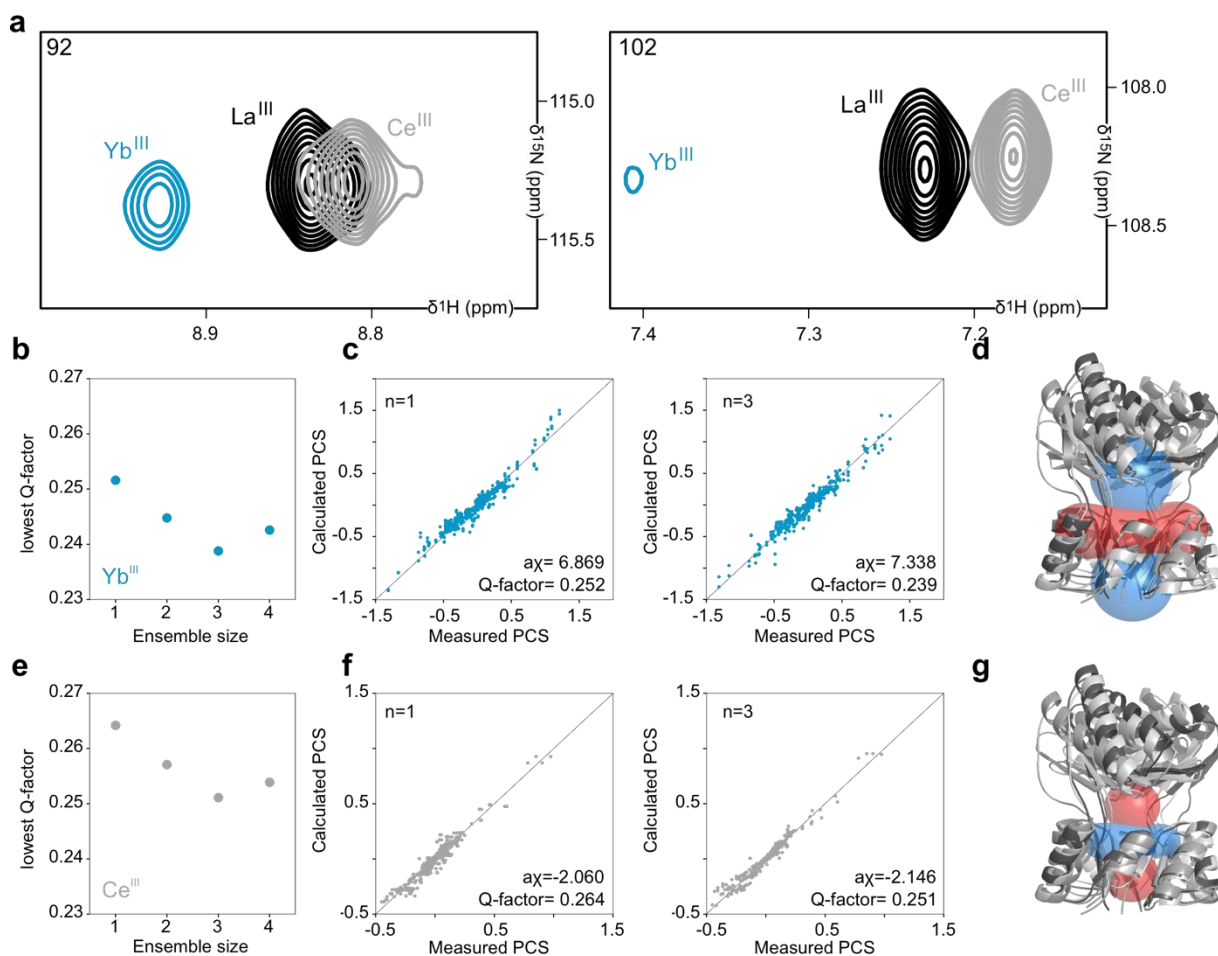 a
92
Yb^III
La^III
Ce^III
115.0
115.5
δ15N (ppm)
δ1H (ppm)
8.9
8.8
102
Yb^III
La^III
Ce^III
108.0
108.5
δ15N (ppm)
δ1H (ppm)
7.4
7.3
7.2
b
0.27
0.26
0.25
0.24
0.23
lowest Q-factor
Yb^III
1
2
3
4
Ensemble size
c
n=1
1.5
0.5
-0.5
-1.5
Calculated PCS
aχ= 6.869
Q-factor= 0.252
-1.5
-0.5
0.5
1.5
Measured PCS
n=3
1.5
0.5
-0.5
-1.5
Calculated PCS
aχ= 7.338
Q-factor= 0.239
-1.5
-0.5
0.5
1.5
Measured PCS
d
e
0.27
0.26
0.25
0.24
0.23
lowest Q-factor
Ce^III
1
2
3
4
Ensemble size
f
n=1
1.5
0.5
-0.5
Calculated PCS
aχ=-2.060
Q-factor= 0.264
-0.5
0.5
1.5
Measured PCS
n=3
1.5
0.5
-0.5
Calculated PCS
aχ=-2.146
Q-factor= 0.251
-0.5
0.5
1.5
Measured PCS
g